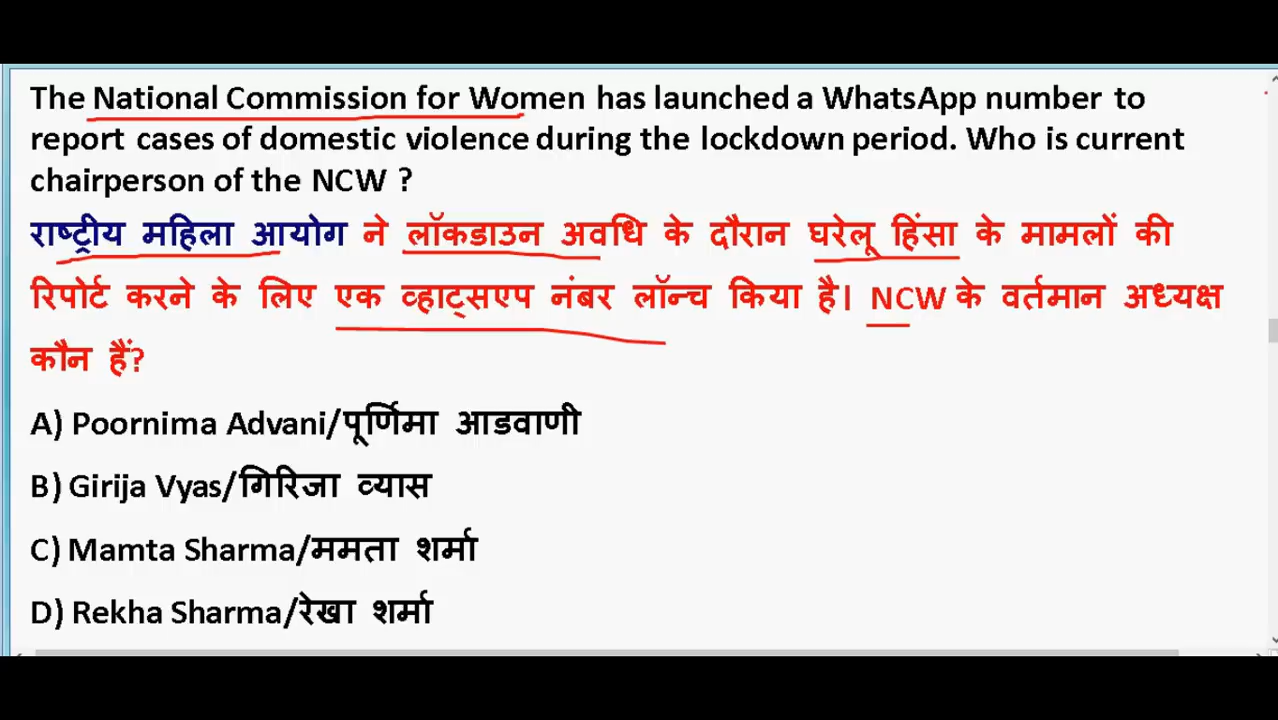 The National Commission for Women has launched a WhatsApp number to
report cases of domestic violence during the lockdown period. Who is current
chairperson of the NCW ?
राष्ट्रीय महिला आयोग ने लॉकडाउन अवधि के दौरान घरेलू हिंसा के मामलों की
रिपोर्ट करने के लिए एक व्हाट्सएप नंबर लॉन्च किया है। NCW के वर्तमान अध्यक्ष
कौन हैं?
A) Poornima Advani/पूर्णिमा आडवाणी
B) Girija Vyas/गिरिजा व्यास
C) Mamta Sharma/ममता शर्मा
D) Rekha Sharma/रेखा शर्मा